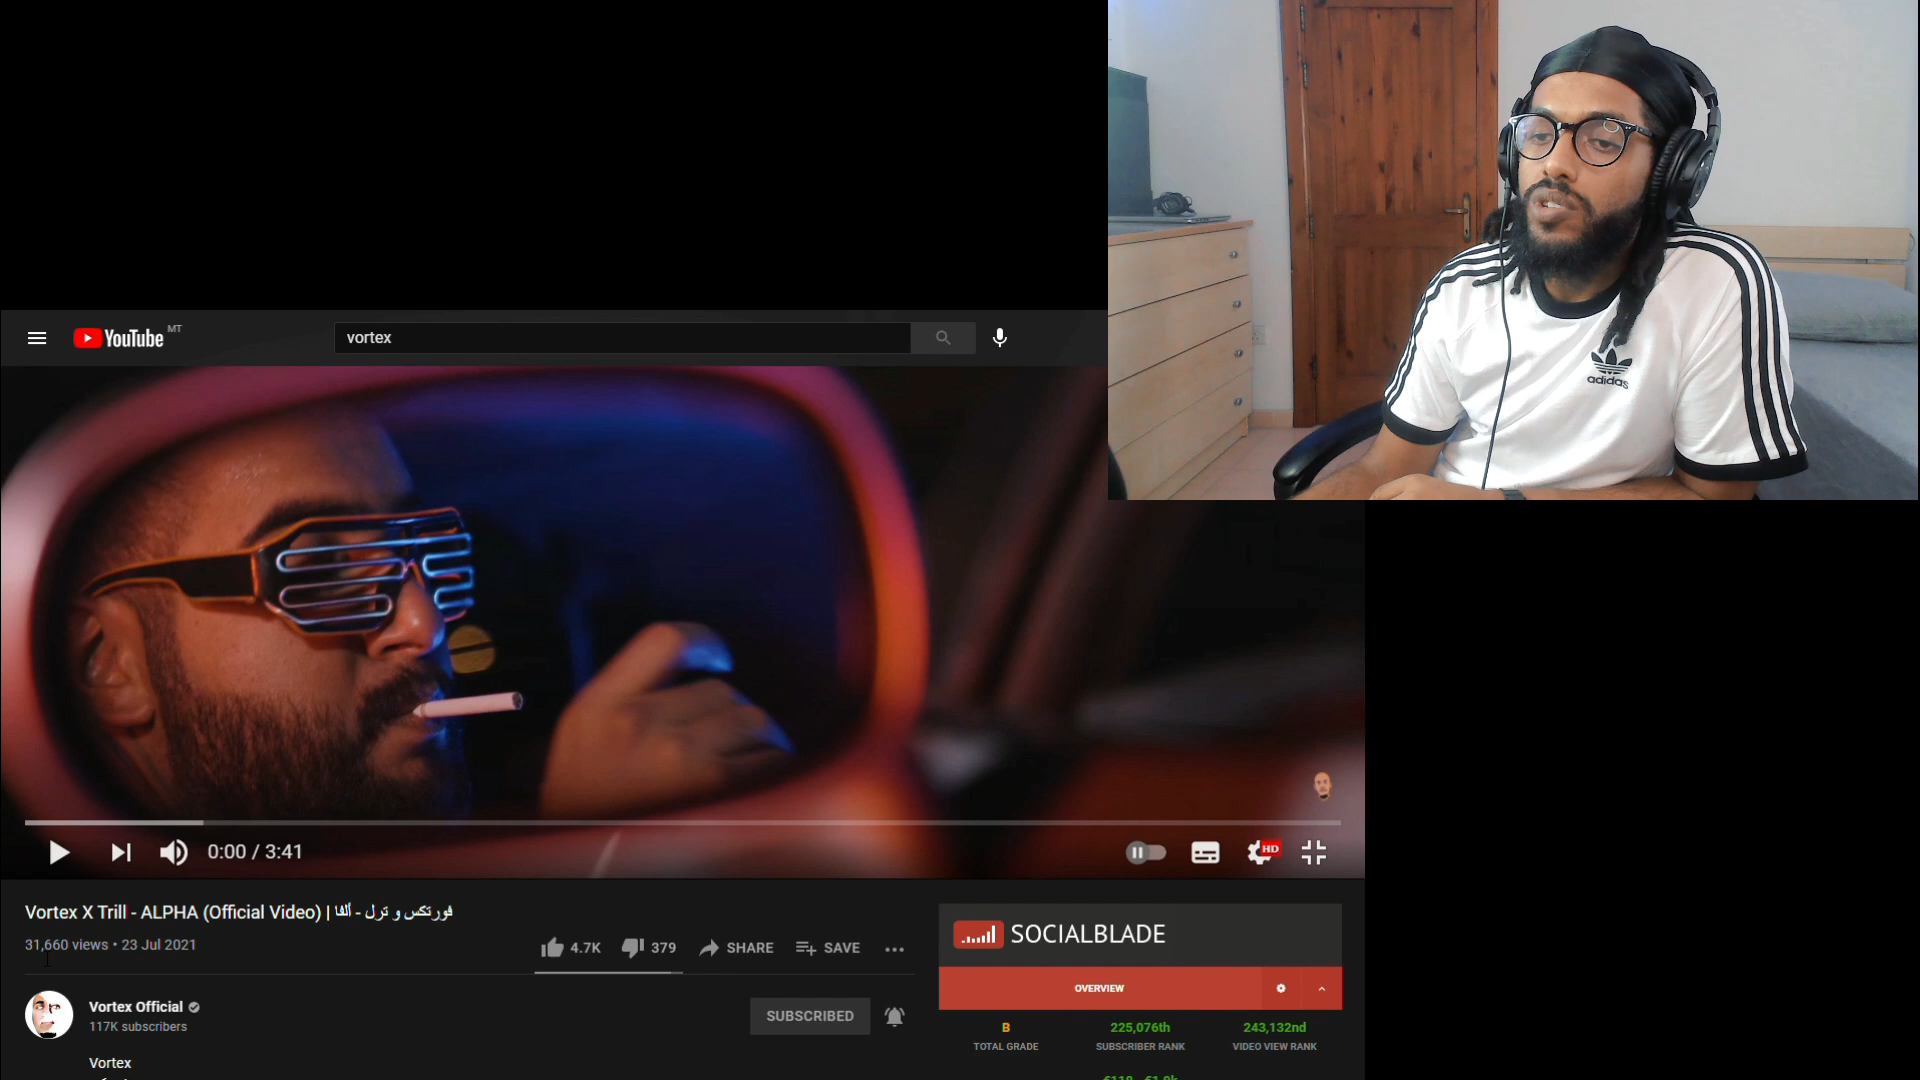 YouTube MT
vortex
adidas
0:00 / 3:41
HD
Vortex X Trill - ALPHA (Official Video) | فورتكس و ترل - ألفا
31,660 views • 23 Jul 2021
4.7K
379
SHARE
SAVE
Vortex Official
117K subscribers
SUBSCRIBED
Vortex
SOCIALBLADE
OVERVIEW
B
TOTAL GRADE
225,076th
SUBSCRIBER RANK
243,132nd
VIDEO VIEW RANK